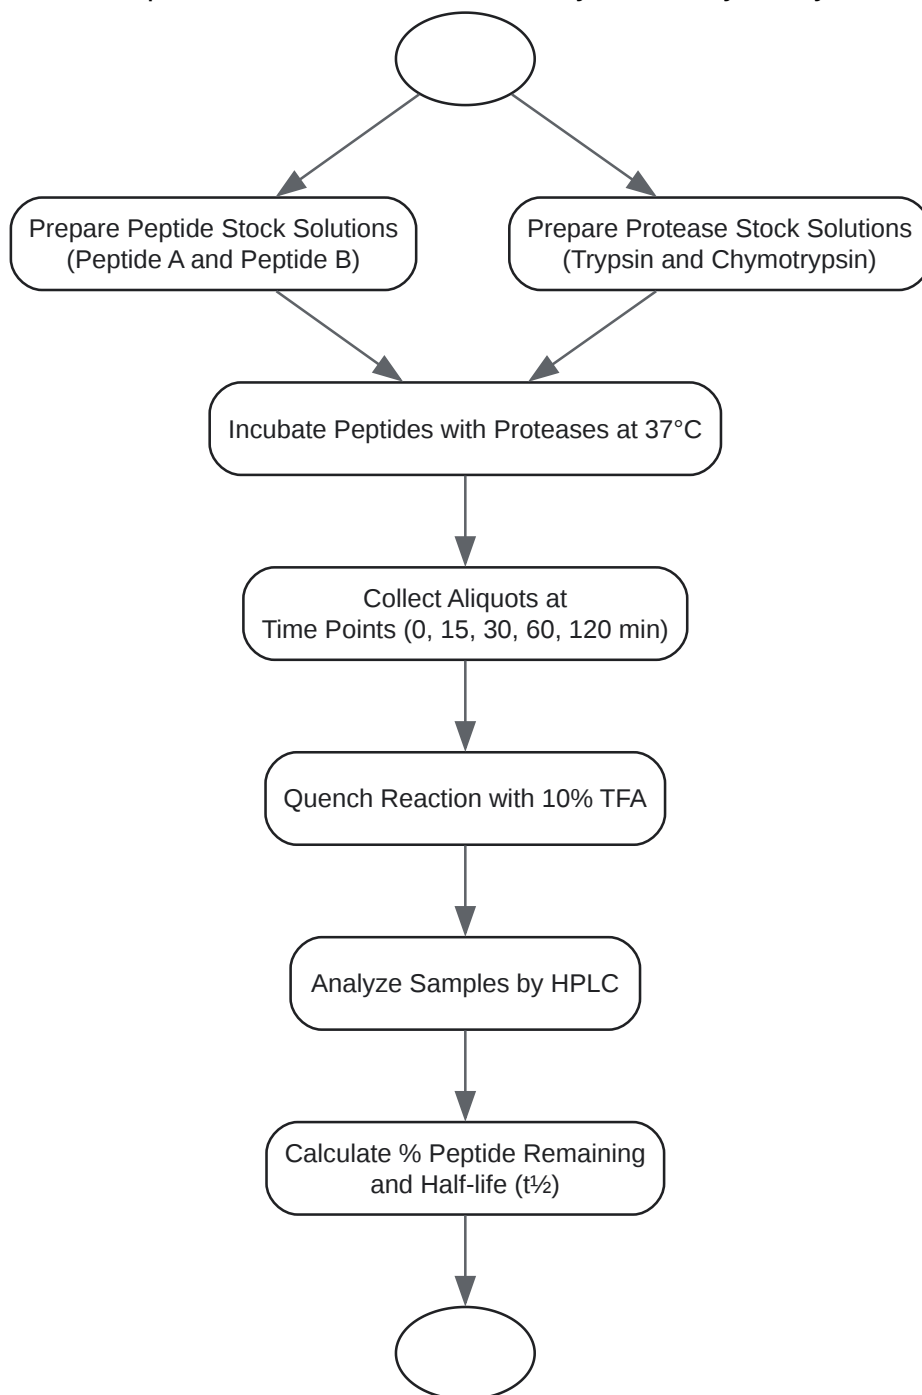 Prepare Peptide Stock Solutions
(Peptide A and Peptide B)
Prepare Protease Stock Solutions
(Trypsin and Chymotrypsin)
Incubate Peptides with Proteases at 37°C
Collect Aliquots at
Time Points (0, 15, 30, 60, 120 min)
Quench Reaction with 10% TFA
Analyze Samples by HPLC
Calculate % Peptide Remaining
and Half-life (t½)